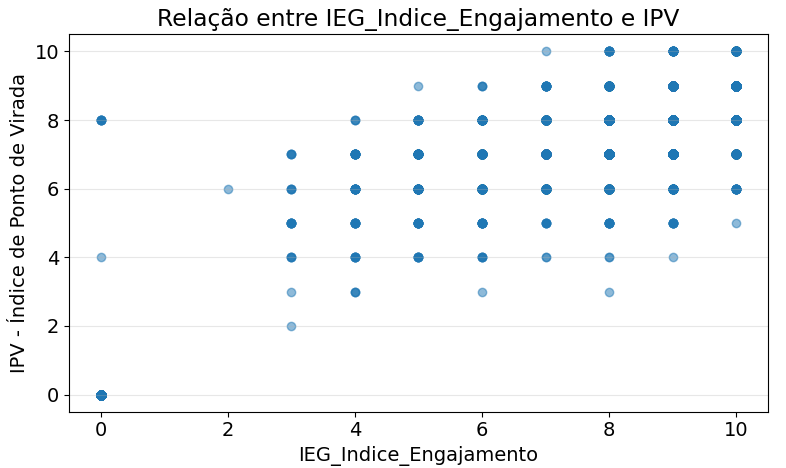 Relação entre IEG_Indice_Engajamento e IPV
IPV - Índice de Ponto de Virada
10
8
6
4
2
0
0 2 4 6 8 10
IEG_Indice_Engajamento